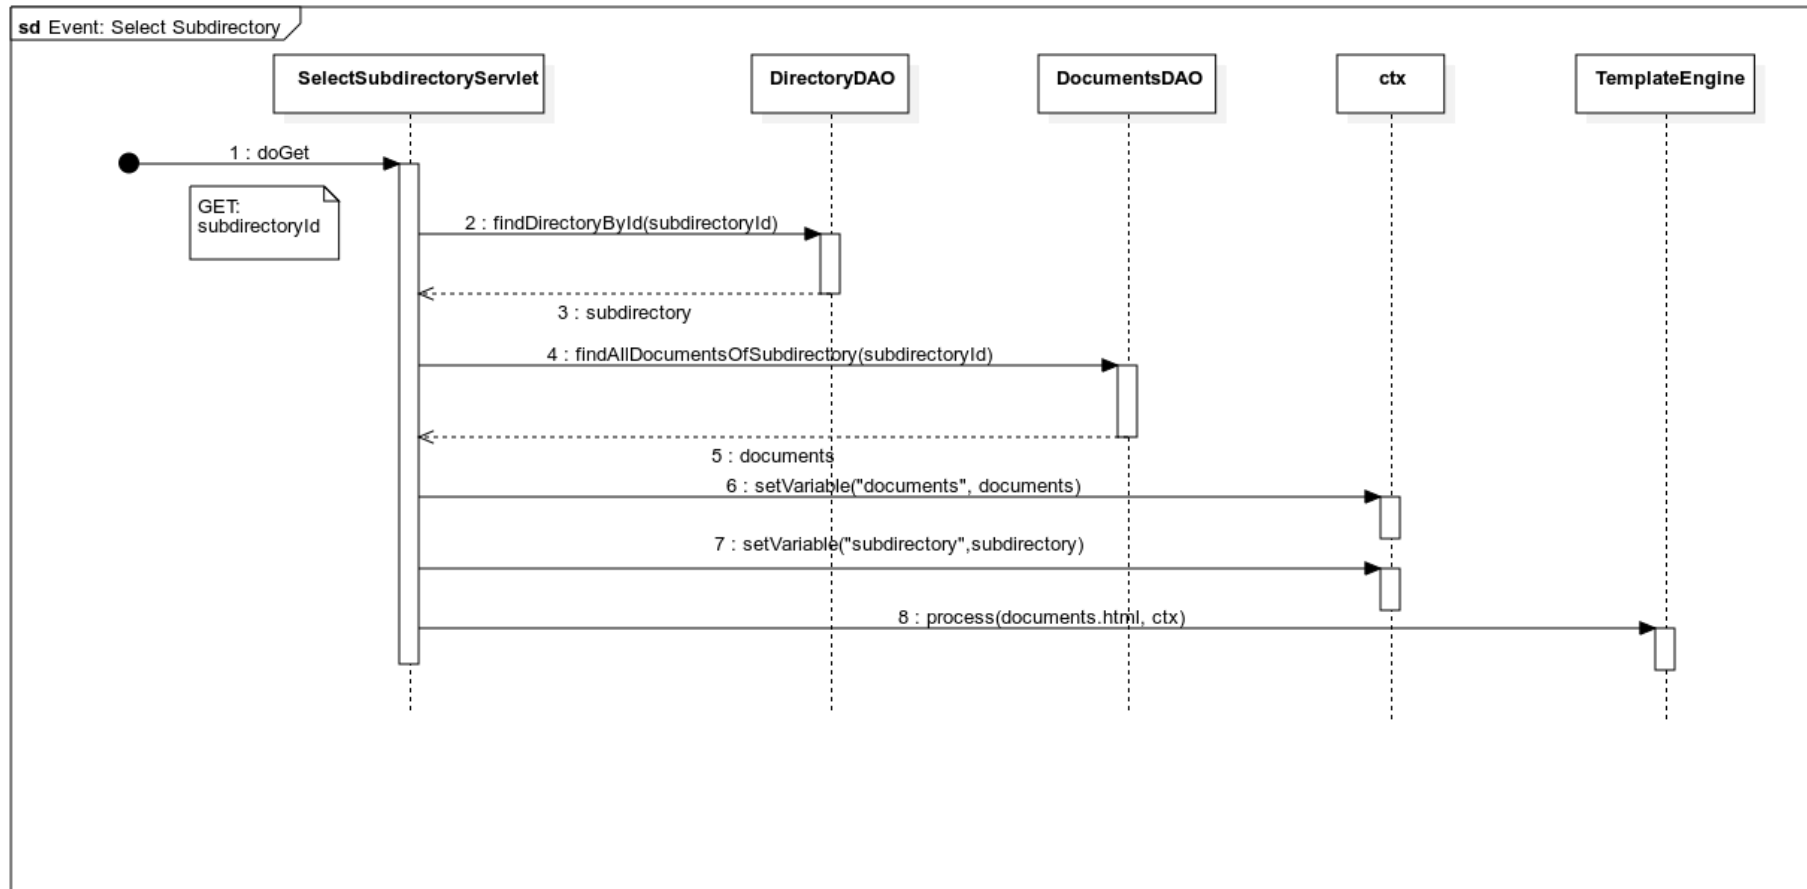 sd Event: Select Subdirectory
SelectSubdirectoryServlet
DirectoryDAO
DocumentsDAO
ctx
TemplateEngine
1 : doGet
GET:
subdirectoryId
2 : findDirectoryById(subdirectoryId)
3 : subdirectory
4 : findAllDocumentsOfSubdirectory(subdirectoryId)
5 : documents
6 : setVariable("documents", documents)
7 : setVariable("subdirectory",subdirectory)
8 : process(documents.html, ctx)